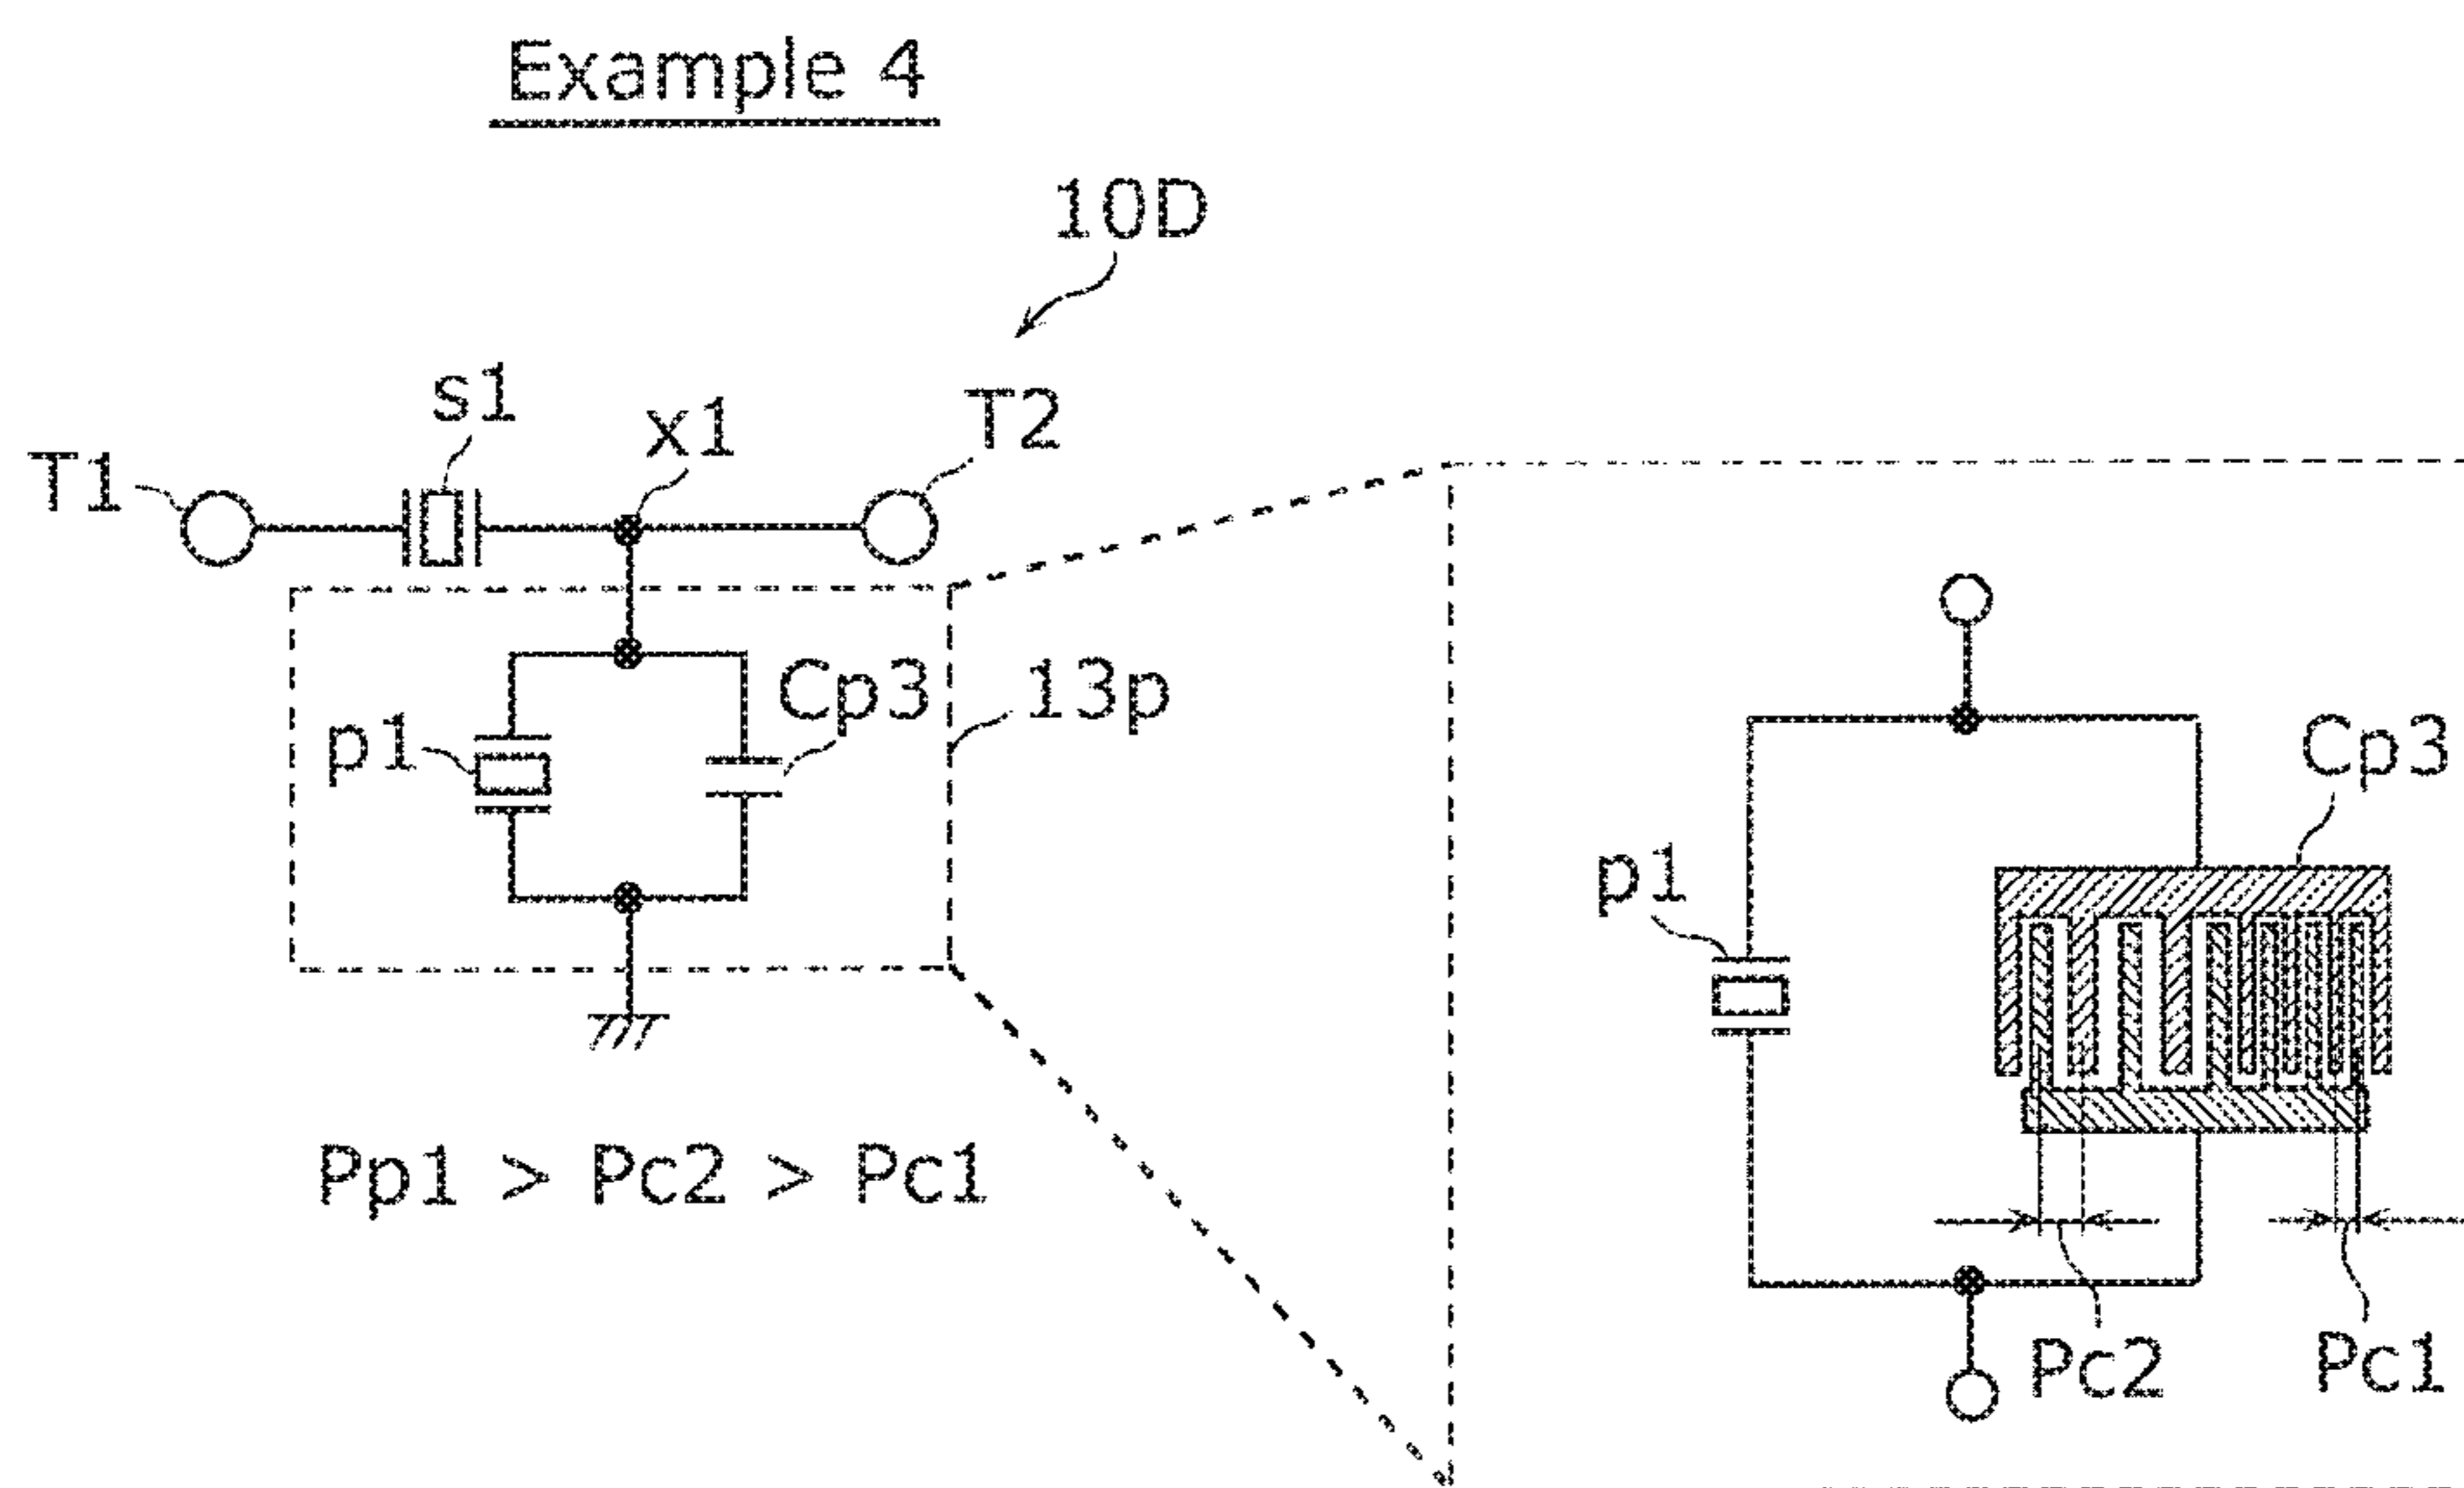 Example 4
10D
s1
x1
T2
T1
Cp3
13p
p1
Cp3
p1
Pp1 > Pc2 > Pc1
Pc2
Pc1